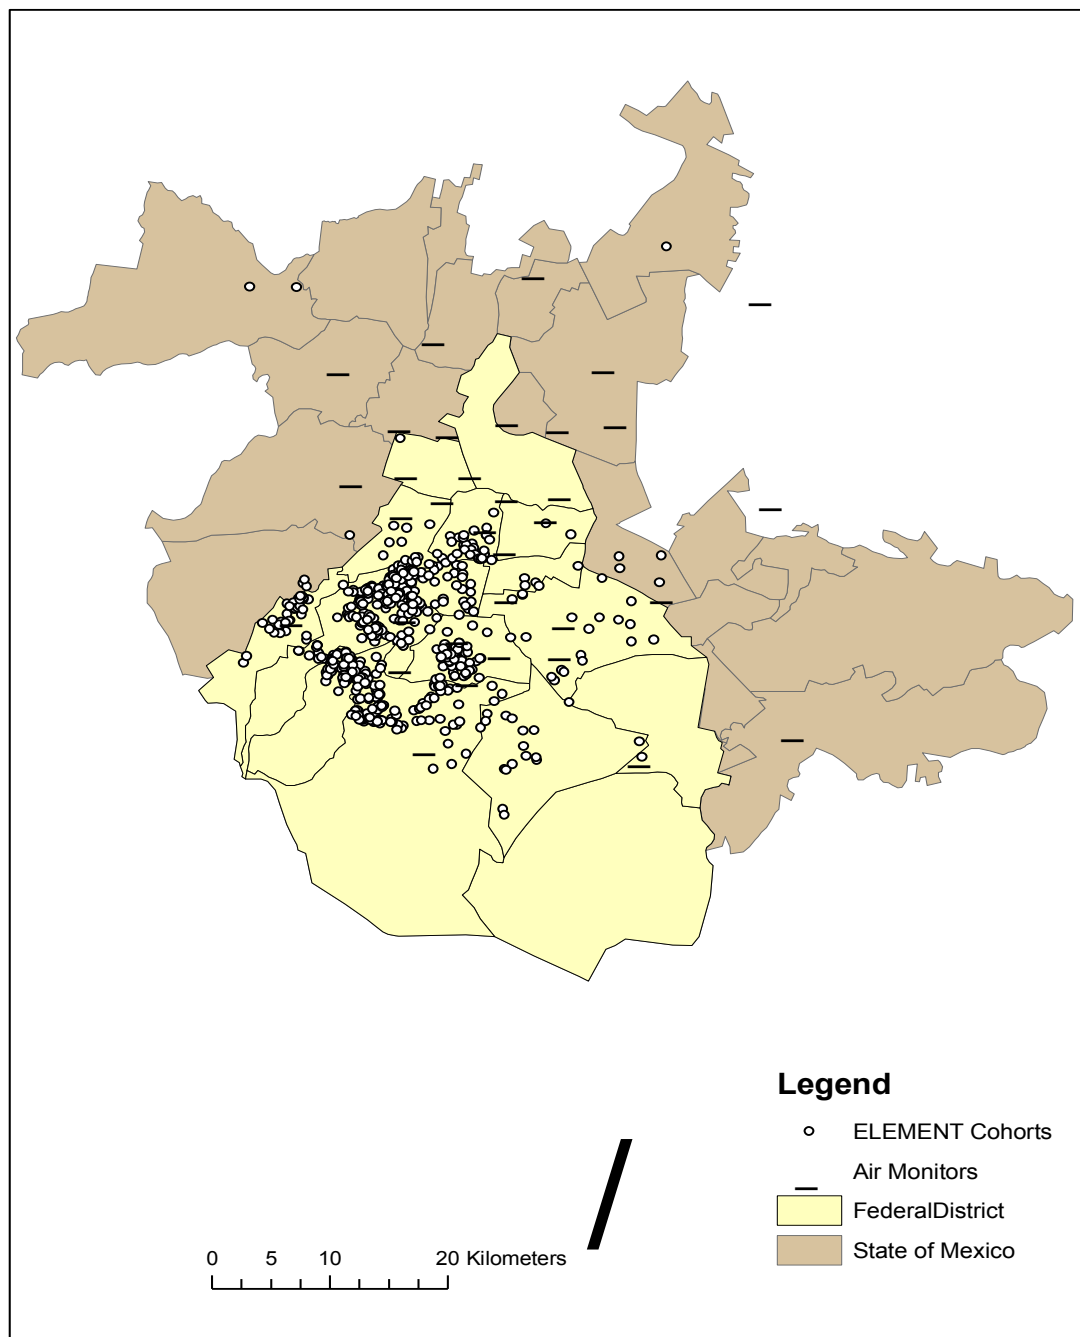 Legend
ELEMENT Cohorts
Air Monitors
FederalDistrict
State of Mexico
0 5 10 20 Kilometers